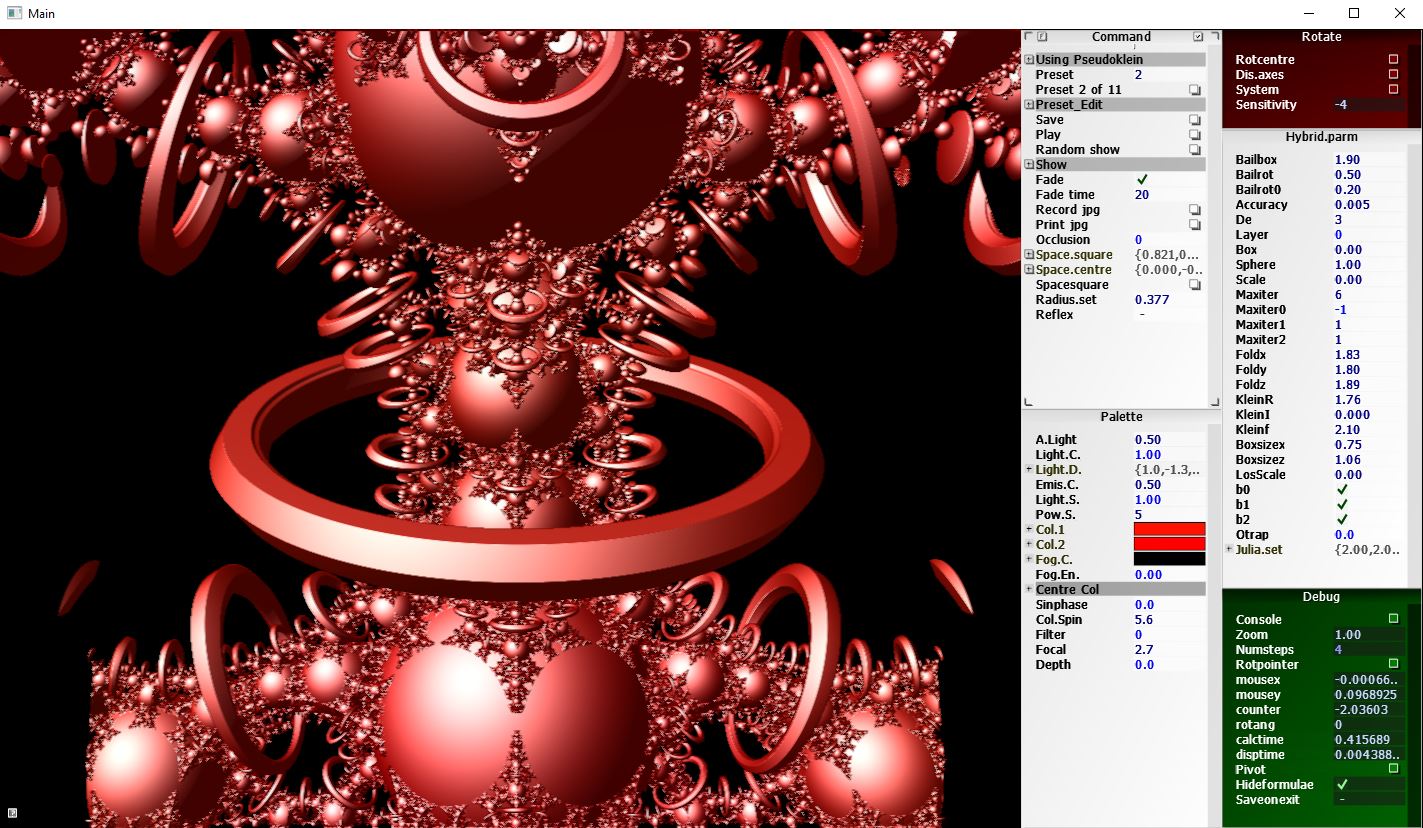 Main
Command
Using Pseudoklein
Preset 2
Preset 2 of 11
Preset_Edit
Save
Play
Random show
Show
Fade
Fade time 20
Record jpg
Print jpg
Occlusion 0
Space.square {0.821,0...
Space.centre {0.000,-0..
Spacesquare
Radius.set 0.377
Reflex -
Palette
A.Light 0.50
Light.C. 1.00
Light.D. {1.0,-1.3,..
Emis.C. 0.50
Light.S. 1.00
Pow.S. 5
Col.1
Col.2
Fog.C.
Fog.En. 0.00
Centre Col
Sinphase 0.0
Col.Spin 5.6
Filter 0
Focal 2.7
Depth 0.0
Rotate
Rotcentre
Dis.axes
System
Sensitivity -4
Hybrid.parm
Bailbox 1.90
Bailrot 0.50
Bailrot0 0.20
Accuracy 0.005
De 3
Layer 0
Box 0.00
Sphere 1.00
Scale 0.00
Maxiter 6
Maxiter0 -1
Maxiter1 1
Maxiter2 1
Foldx 1.83
Foldy 1.80
Foldz 1.89
KleinR 1.76
KleinI 0.000
Kleinf 2.10
Boxsizex 0.75
Boxsizez 1.06
LosScale 0.00
b0
b1
b2
Otrap 0.0
Julia.set {2.00,2.0..
Debug
Console
Zoom 1.00
Numsteps 4
Rotpointer
mousex -0.00066..
mousey 0.0968925
counter -2.03603
rotang 0
calctime 0.415689
disptime 0.004388..
Pivot
Hideformulae
Saveonexit -